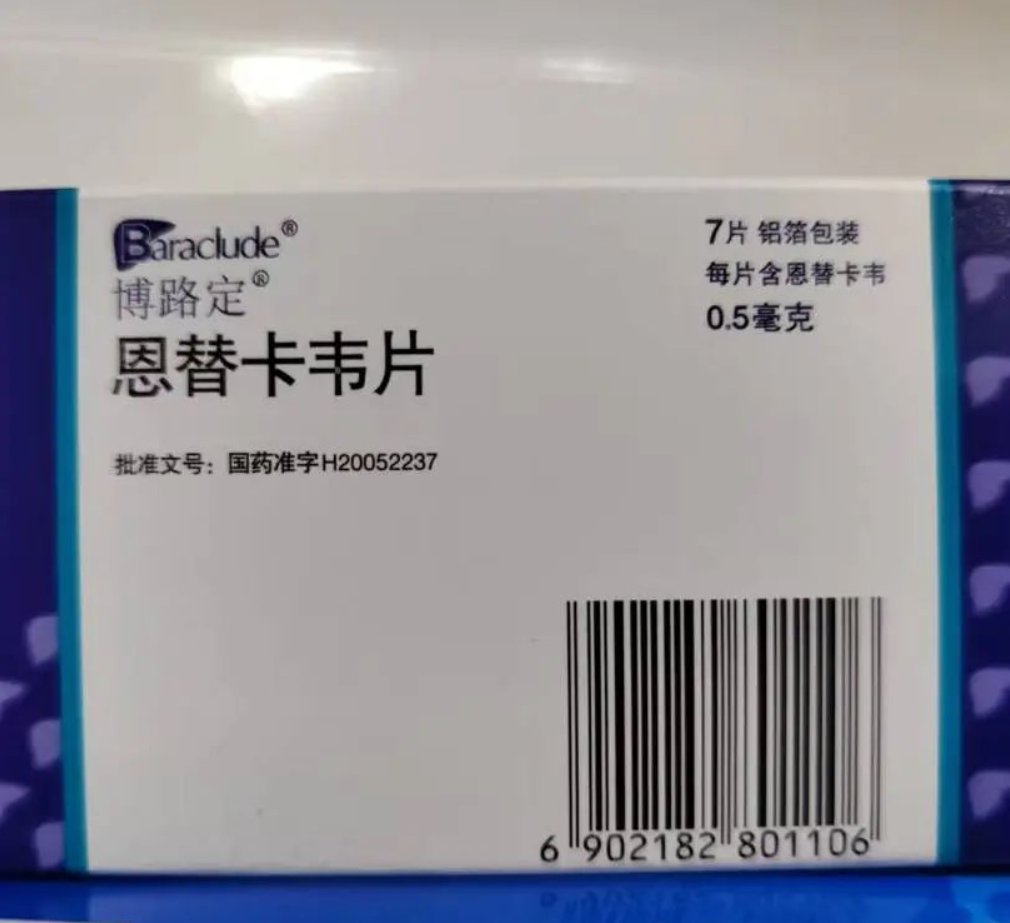 Baraclude®
博路定®
恩替卡韦片
批准文号：国药准字H20052237
7片 铝箔包装
每片含恩替卡韦
0.5毫克
6 902182 801106